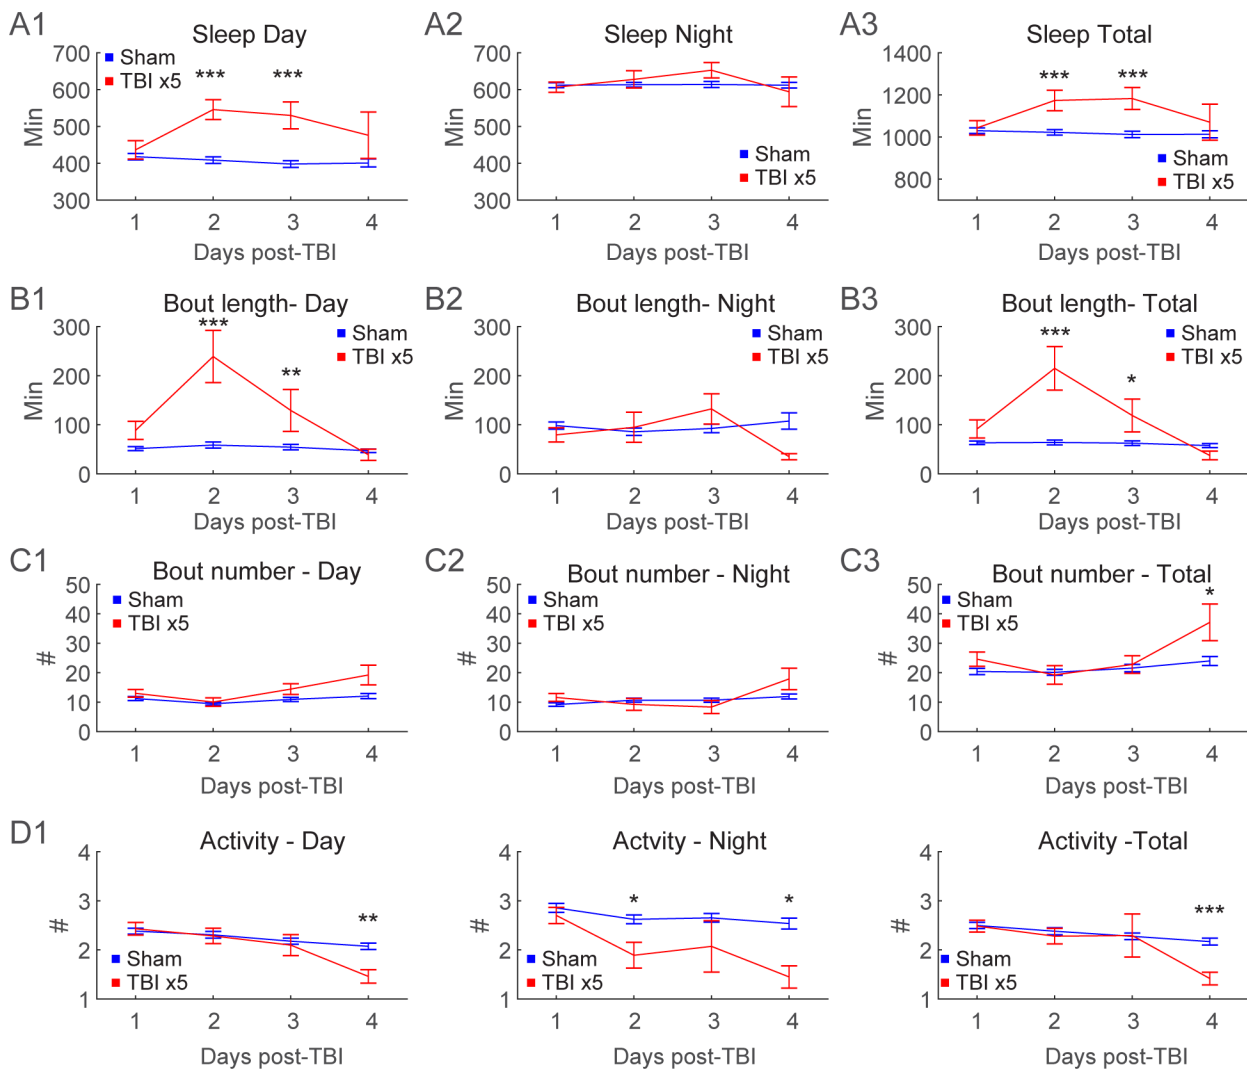 A1
Sleep Day
Sham
TBI x5
*** ***
700
600
500
400
300
Min
1 2 3 4
Days post-TBI
A2
Sleep Night
700
600
500
400
300
Min
Sham
TBI x5
1 2 3 4
Days post-TBI
A3
Sleep Total
1400
1200
1000
800
Min
*** ***
Sham
TBI x5
1 2 3 4
Days post-TBI
B1
Bout length- Day
300
200
100
0
Min
*** **
Sham
TBI x5
1 2 3 4
Days post-TBI
B2
Bout length- Night
300
200
100
0
Min
Sham
TBI x5
1 2 3 4
Days post-TBI
B3
Bout length- Total
300
200
100
0
Min
*** *
Sham
TBI x5
1 2 3 4
Days post-TBI
C1
Bout number - Day
50
40
30
20
10
0
#
Sham
TBI x5
1 2 3 4
Days post-TBI
C2
Bout number - Night
50
40
30
20
10
0
#
Sham
TBI x5
1 2 3 4
Days post-TBI
C3
Bout number - Total
50
40
30
20
10
0
#
*
Sham
TBI x5
1 2 3 4
Days post-TBI
D1
Activity - Day
4
3
2
1
#
**
Sham
TBI x5
1 2 3 4
Days post-TBI
Actvity - Night
4
3
2
1
#
* *
Sham
TBI x5
1 2 3 4
Days post-TBI
Activity -Total
4
3
2
1
#
***
Sham
TBI x5
1 2 3 4
Days post-TBI